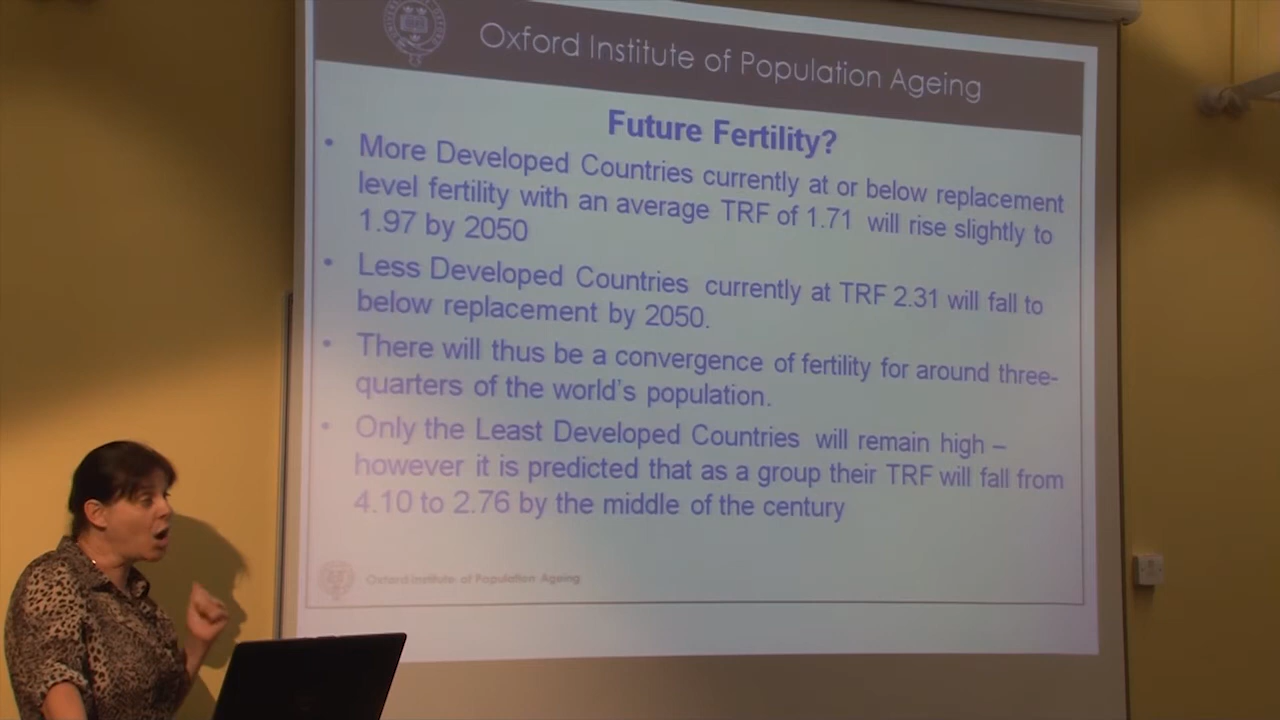 Oxford Institute of Population Ageing
Future Fertility?
• More Developed Countries currently at or below replacement
level fertility with an average TRF of 1.71 will rise slightly to
1.97 by 2050
• Less Developed Countries currently at TRF 2.31 will fall to
below replacement by 2050.
• There will thus be a convergence of fertility for around three-
quarters of the world's population.
• Only the Least Developed Countries will remain high –
however it is predicted that as a group their TRF will fall from
4.10 to 2.76 by the middle of the century
Oxford Institute of Population Ageing